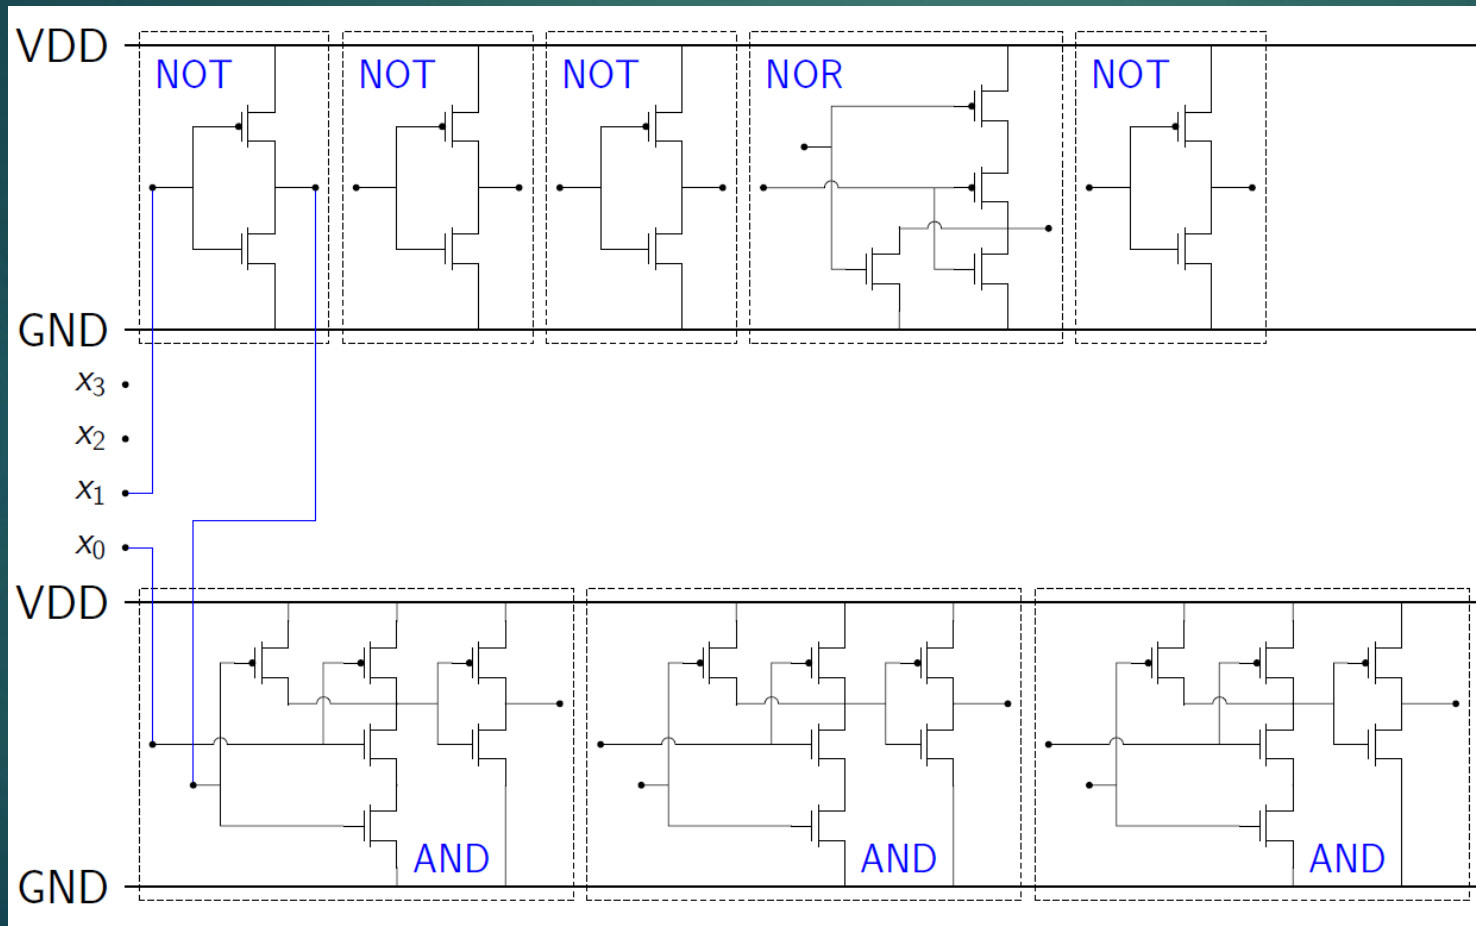 VDD
NOT NOT NOT NOR NOT
GND
x₃
x₂
x₁
x₀
VDD
AND AND AND
GND